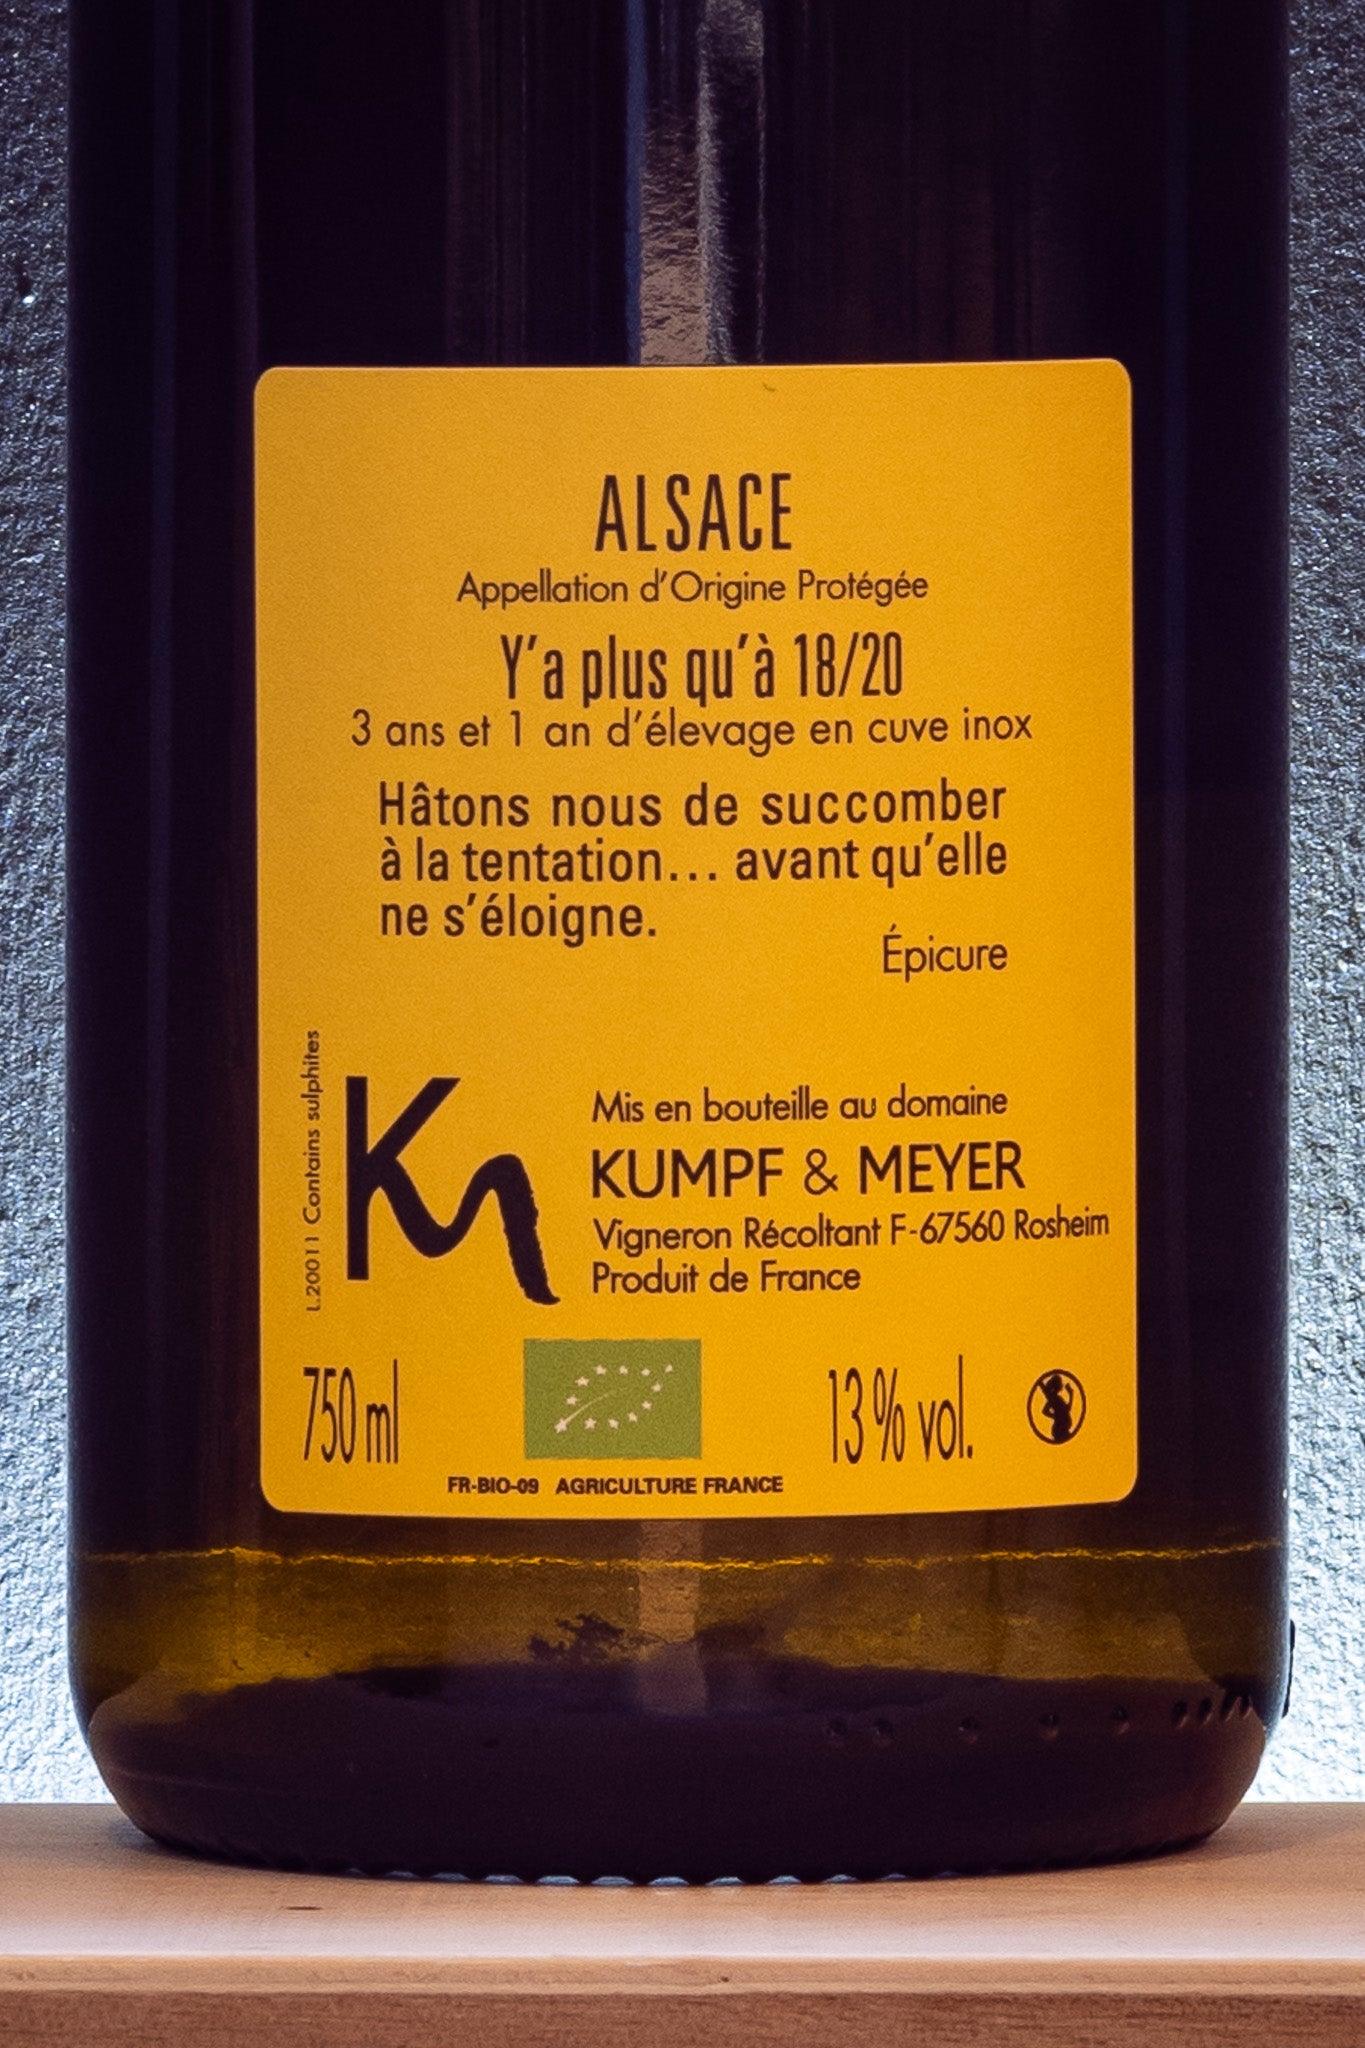 ALSACE
Appellation d'Origine Protégée
Y'a plus qu'à 18/20
3 ans et 1 an d'élevage en cuve inox
Hâtons nous de succomber
à la tentation... avant qu'elle
ne s'éloigne.
Épicure
L.20011 Contains sulphites
KM
Mis en bouteille au domaine
KUMPF & MEYER
Vigneron Récoltant F-67560 Rosheim
Produit de France
750 ml
13 % vol.
FR-BIO-09 AGRICULTURE FRANCE